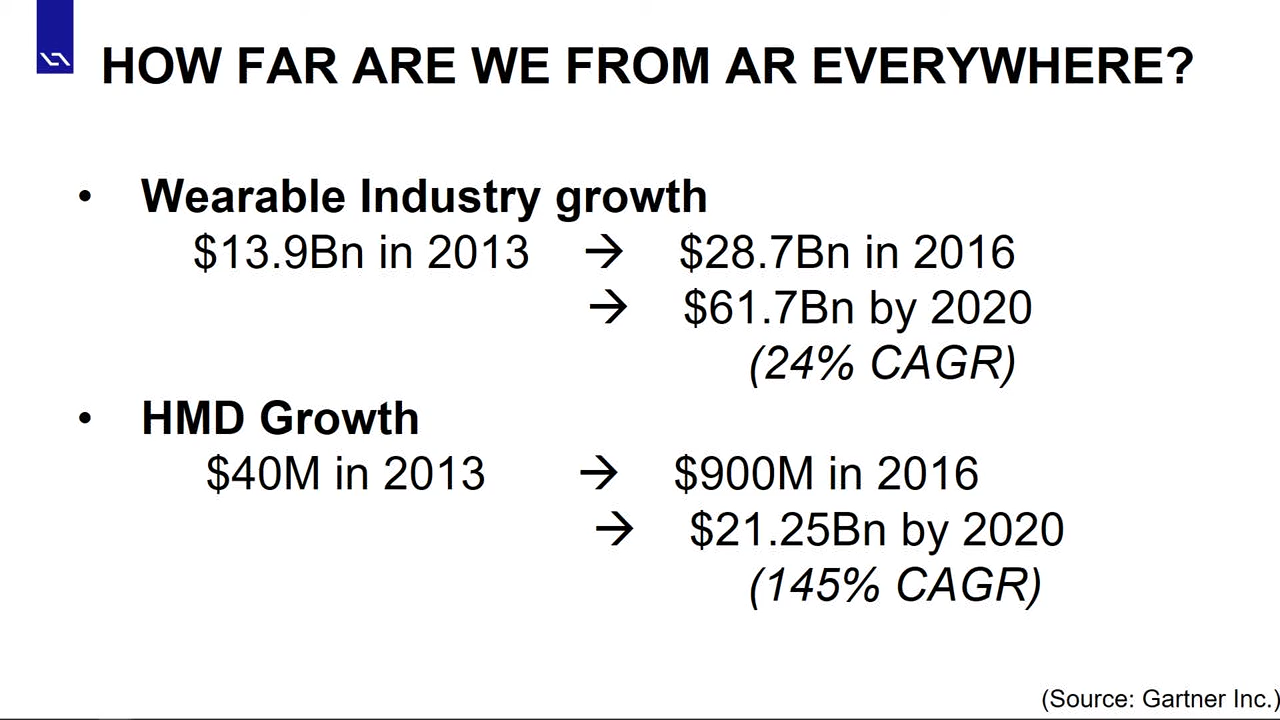 HOW FAR ARE WE FROM AR EVERYWHERE?
• Wearable Industry growth
$13.9Bn in 2013 → $28.7Bn in 2016
→ $61.7Bn by 2020
(24% CAGR)
• HMD Growth
$40M in 2013 → $900M in 2016
→ $21.25Bn by 2020
(145% CAGR)
(Source: Gartner Inc.)